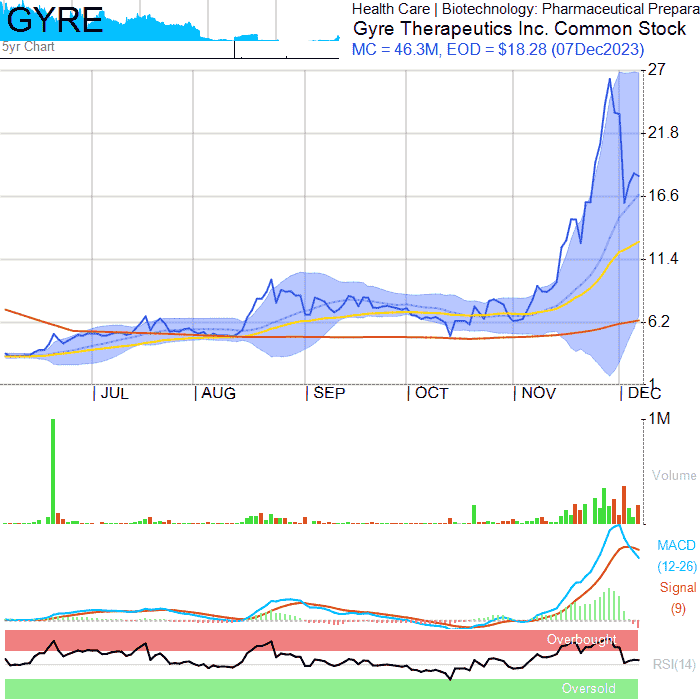 GYRE
Health Care | Biotechnology: Pharmaceutical Prepara
Gyre Therapeutics Inc. Common Stock
5yr Chart
MC = 46.3M, EOD = $18.28 (07Dec2023)
27
21.8
16.6
11.4
6.2
1
JUL
AUG
SEP
OCT
NOV
DEC
1M
Volume
MACD
(12-26)
Signal
(9)
Overbought
RSI(14)
Oversold